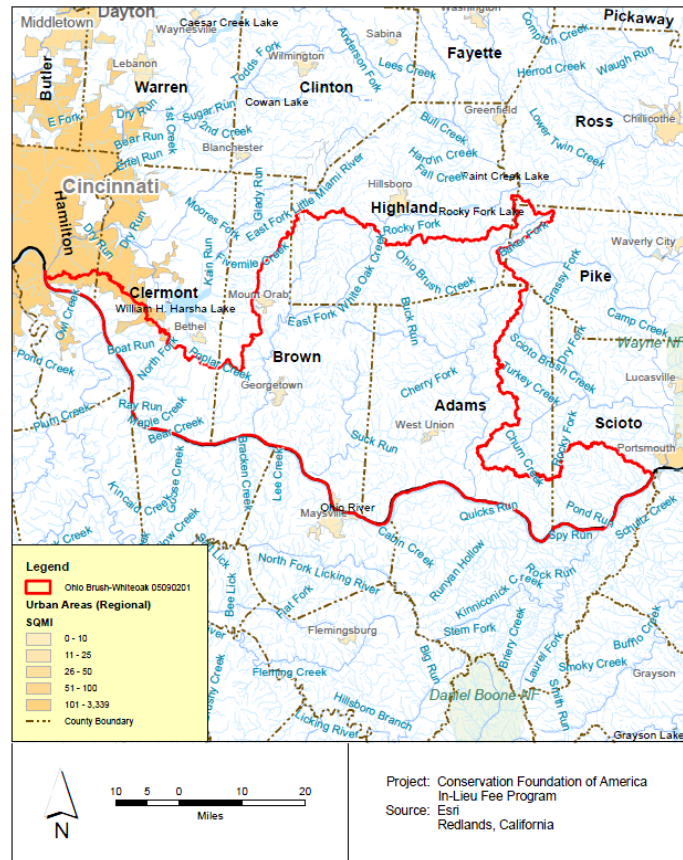 Dayton
Middletown
Caesar Creek Lake
Washington
Pickaway
Waynesville
Sabina
Compton Creek
Butler
Lebanon
Todds Fork
Wilmington
Anderson Fork
Lees Creek
Fayette
Herrod Creek
Waugh Run
Warren
Clinton
E Fork
Dry Run
1st Creek
Sugar Run
2nd Creek
Cowan Lake
Greenfield
Ross
Bear Run
Ertel Run
Blanchester
Bull Creek
Lower Twin Creek
Chillicothe
Hardin Creek
Fall Creek
Paint Creek Lake
Cincinnati
Glady Run
East Fork Little Miami River
Hillsboro
Hamilton
Moores Fork
Highland
Rocky Fork Lake
Dry Run
Dry Run
Kain Run
Fivemile Creek
Rocky Fork
Baker Fork
Waverly City
Clermont
Ohio Brush Creek
Grassy Fork
Pike
William H. Harsha Lake
Mount Orab
East Fork White Oak Creek
Owl Creek
Bethel
Buck Run
Camp Creek
Boat Run
North Fork
Brown
Scioto Brush Creek
Dry Fork
Wayne NF
Pond Creek
Poplar Creek
Georgetown
Cherry Fork
Turkey Creek
Lucasville
Plum Creek
Ray Run
Maple Creek
Adams
Scioto
Bear Creek
West Union
Churn Creek
Rocky Fork
Portsmouth
Suck Run
Goose Creek
Bracken Creek
Lee Creek
Kincaid Creek
Ohio River
Maysville
Quicks Run
Pond Run
Schultz Creek
Cabin Creek
Spy Run
Lick
North Fork Licking River
Runyan Hollow
Rock Run
Bee Lick
Flat Fork
Kinniconick Creek
Flemingsburg
Stem Fork
Briery Creek
Laurel Fork
Bufflo Creek
Fleming Creek
Big Run
Smoky Creek
Grayson
Hillsboro Branch
Daniel Boone NF
Smith Run
Licking River
Grayson Lake
Legend
Ohio Brush-Whiteoak 05090201
Urban Areas (Regional)
SQMI
0 - 10
11 - 25
26 - 50
51 - 100
101 - 3,339
County Boundary
N
10 5 0 10 20
Miles
Project: Conservation Foundation of America
In-Lieu Fee Program
Source: Esri
Redlands, California